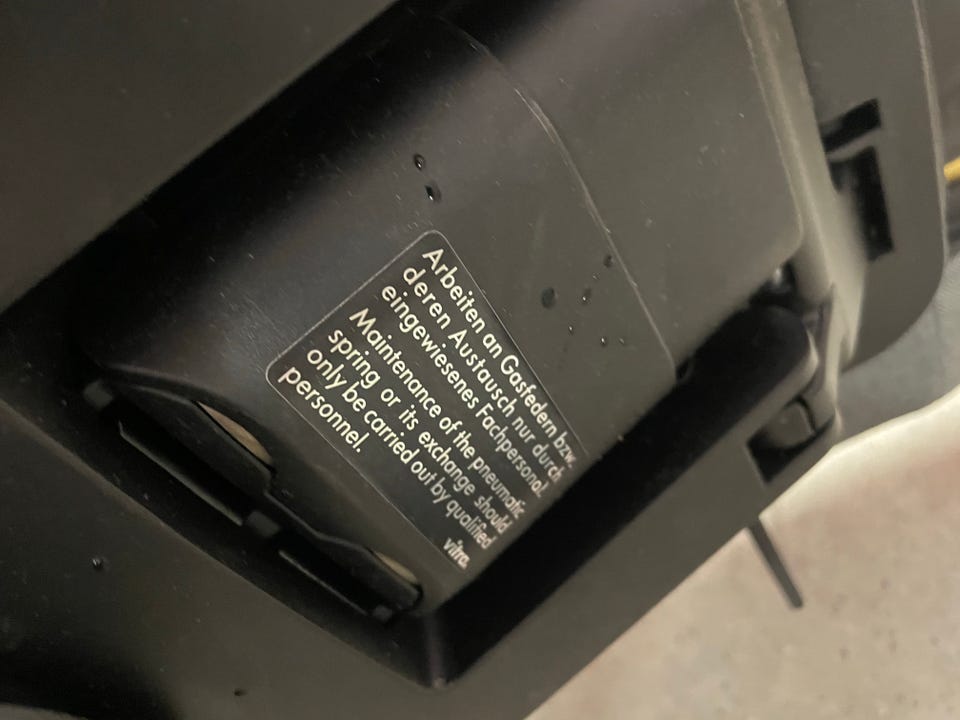 Arbeiten an Gasfedern bzw.
deren Austausch nur durch
eingewiesenes Fachpersonal.
Maintenance of the pneumatic
spring or its exchange should
only be carried out by qualified
personnel.
vitra.